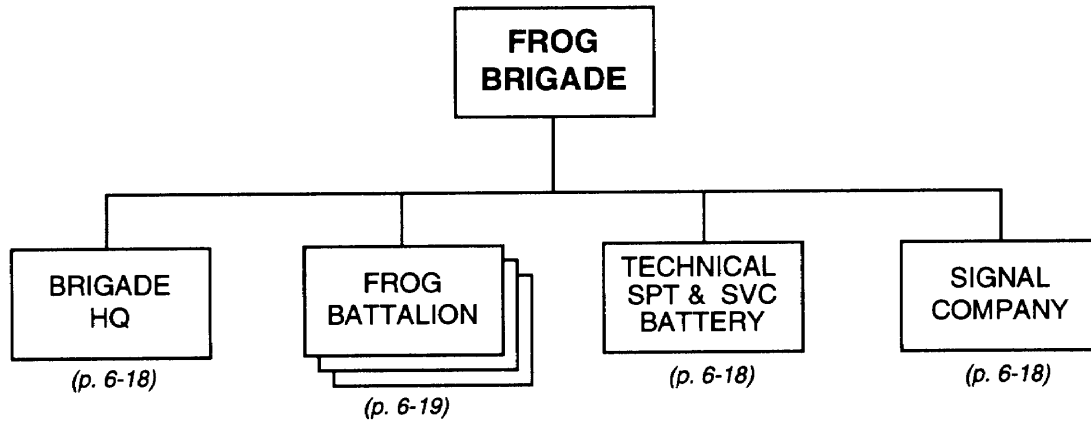 FROG
BRIGADE
BRIGADE
HQ
(p. 6-18)
FROG
BATTALION
(p. 6-19)
TECHNICAL
SPT & SVC
BATTERY
(p. 6-18)
SIGNAL
COMPANY
(p. 6-18)